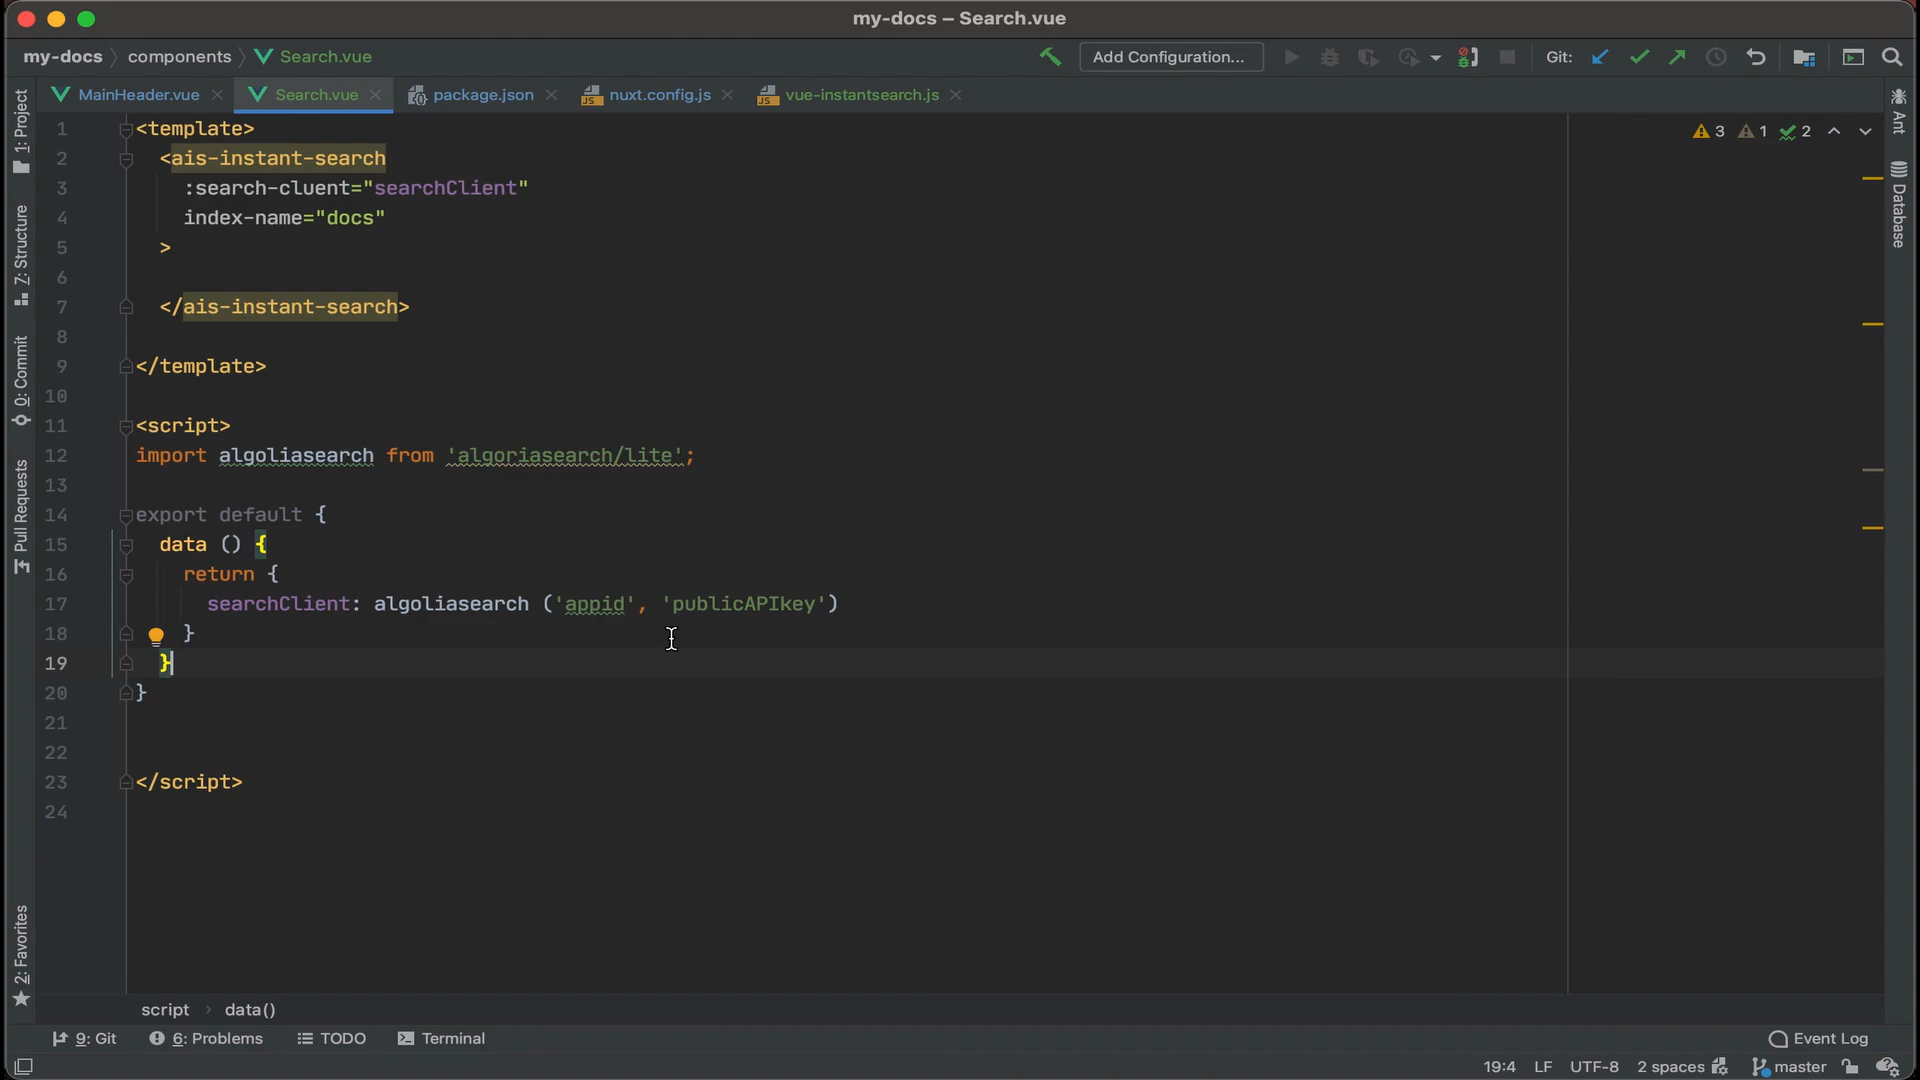 my-docs – Search.vue
my-docs components Search.vue
Add Configuration...
Git:
MainHeader.vue
Search.vue
package.json
nuxt.config.js
vue-instantsearch.js
1: Project
7: Structure
0: Commit
Pull Requests
2: Favorites
Ant
Database
3 1 2
1 <template>
2 <ais-instant-search
3 :search-cluent="searchClient"
4 index-name="docs"
5 >
6
7 </ais-instant-search>
8
9 </template>
10
11 <script>
12 import algoliasearch from 'algoriasearch/lite';
13
14 export default {
15 data () {
16 return {
17 searchClient: algoliasearch ('appid', 'publicAPIkey')
18 }
19 }
20 }
21
22
23 </script>
24
script › data()
9: Git
6: Problems
TODO
Terminal
Event Log
19:4 LF UTF-8 2 spaces master